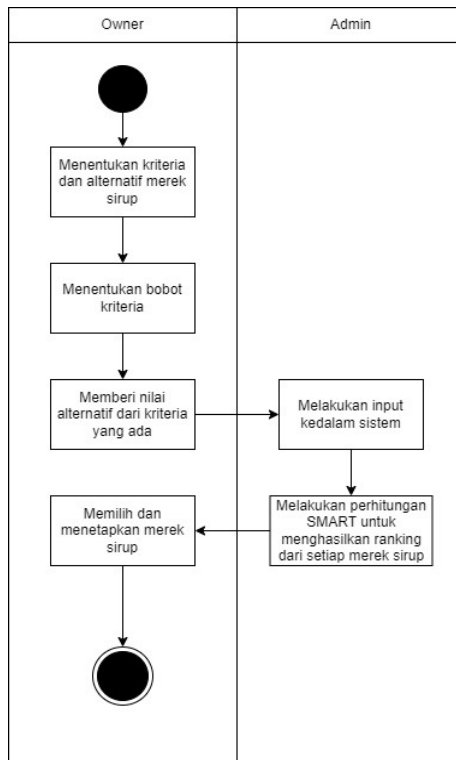 Owner
Admin
Menentukan kriteria
dan alternatif merek
sirup
Menentukan bobot
kriteria
Memberi nilai
alternatif dari kriteria
yang ada
Melakukan input
kedalam sistem
Melakukan perhitungan
SMART untuk
menghasilkan ranking
dari setiap merek sirup
Memilih dan
menetapkan merek
sirup